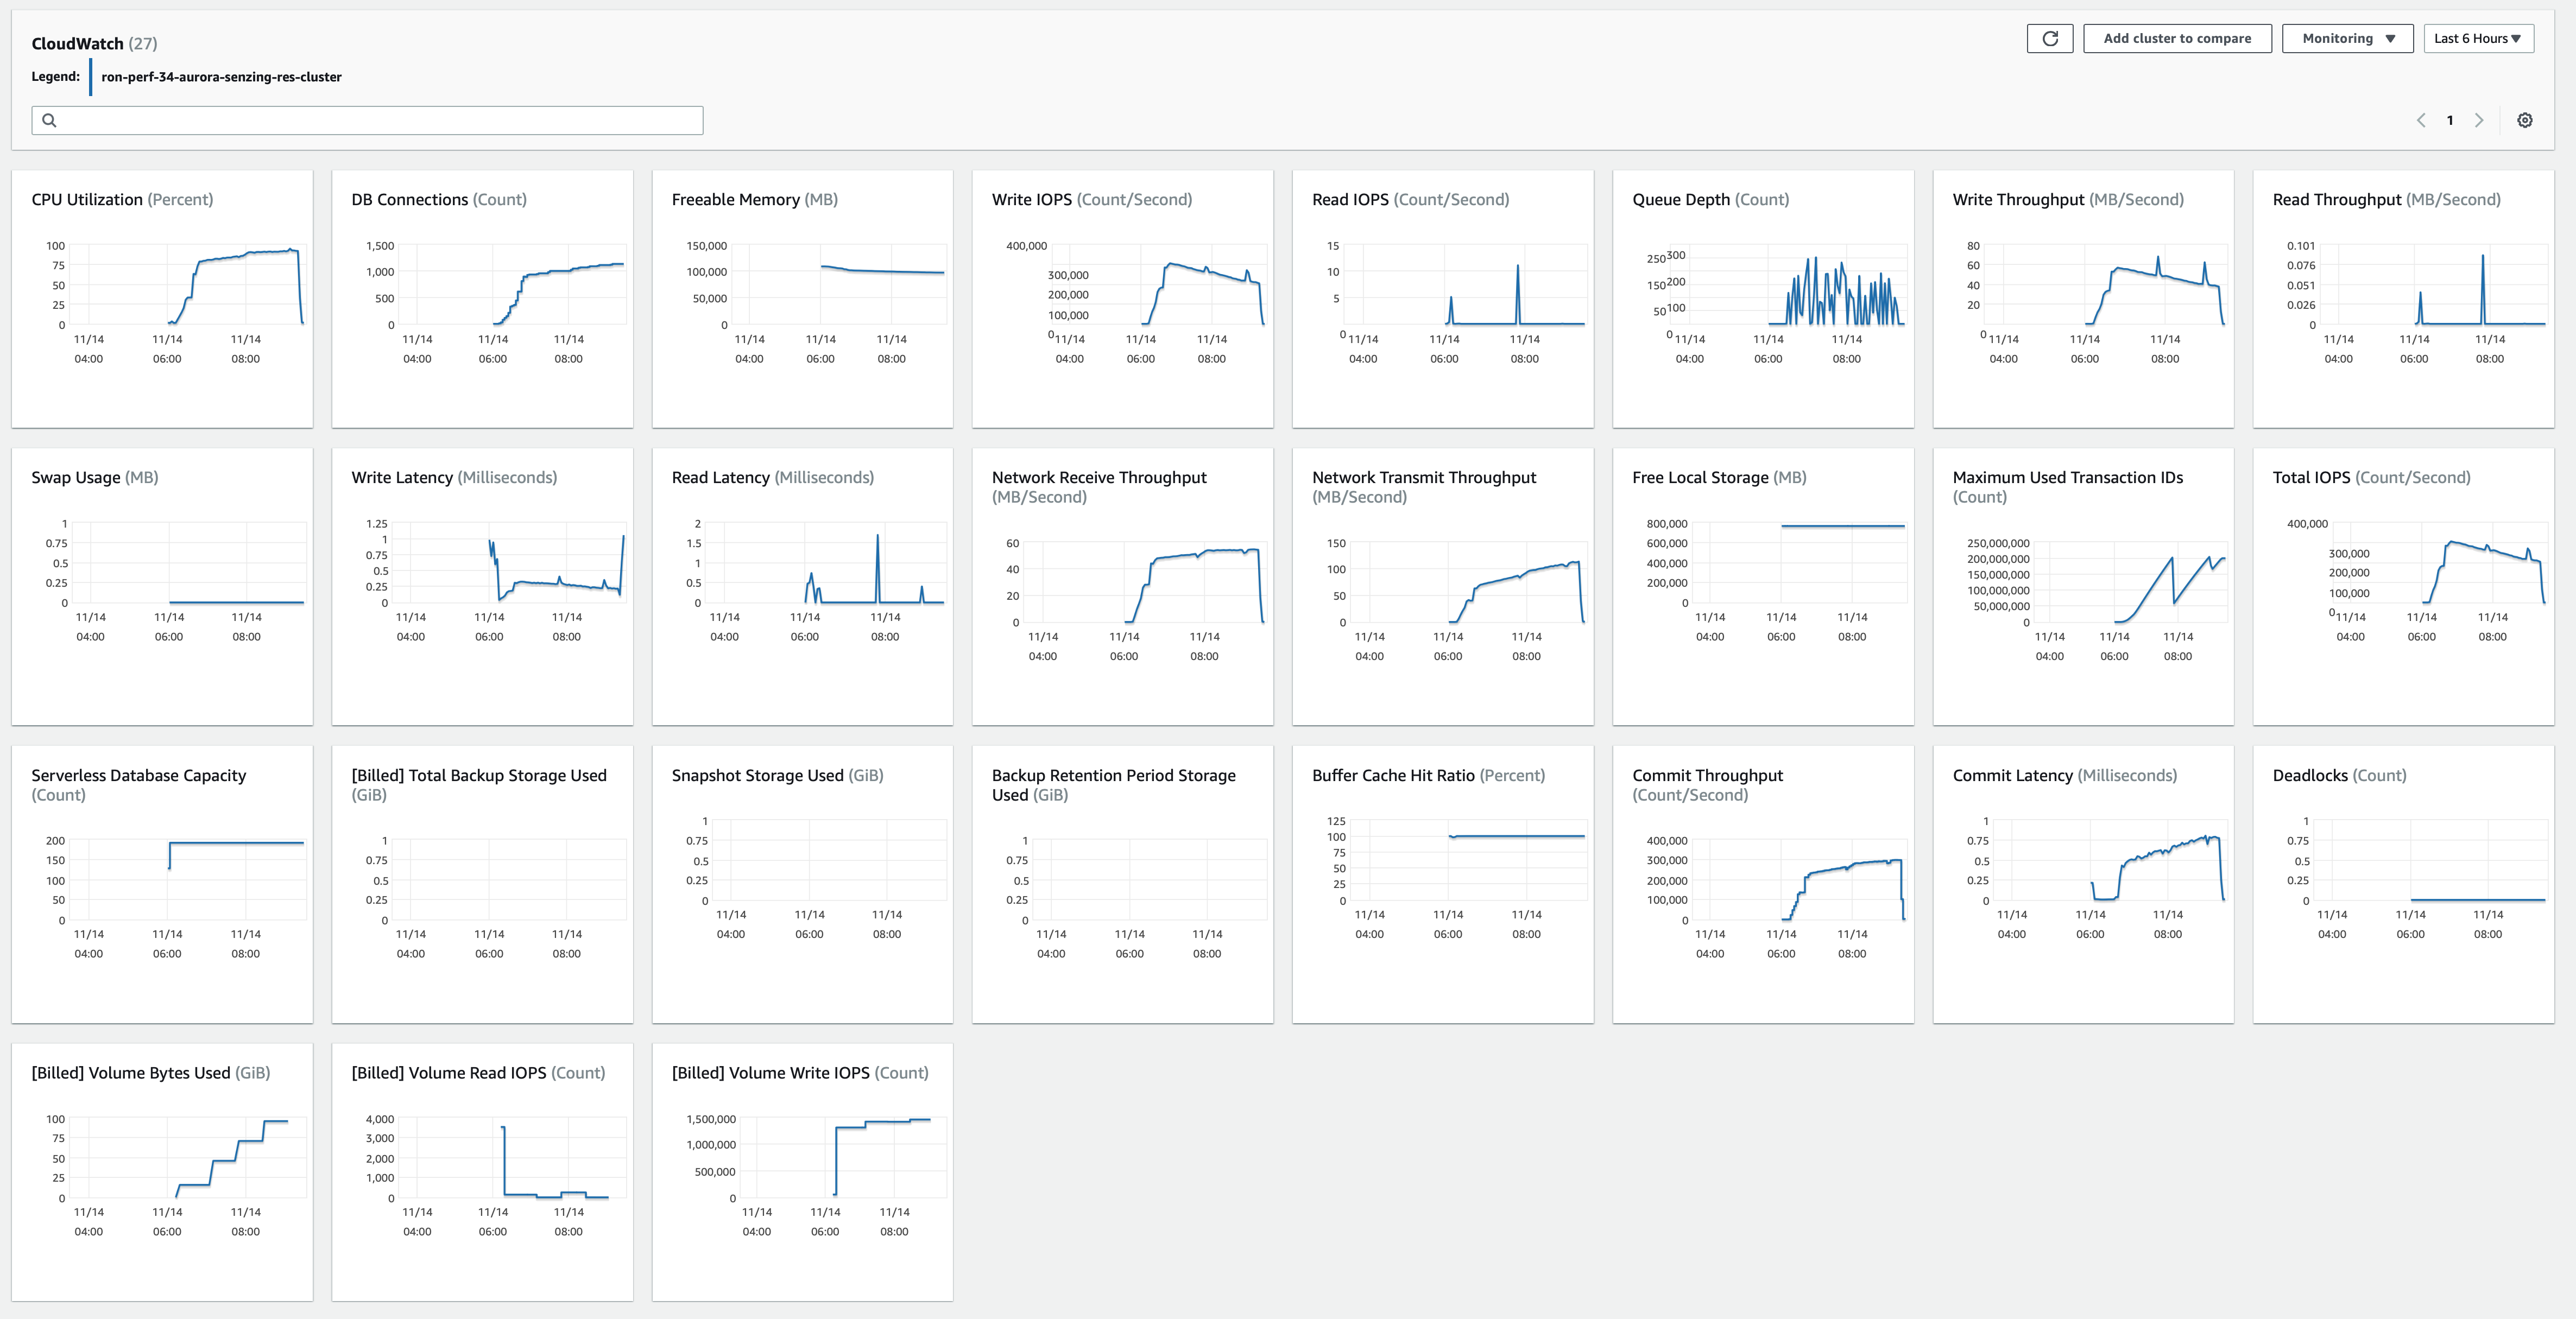 CloudWatch (27)
Add cluster to compare
Monitoring
Last 6 Hours
Legend:
ron-perf-34-aurora-senzing-res-cluster
1
CPU Utilization (Percent)
100
75
50
25
0
11/14 11/14 11/14
04:00 06:00 08:00
DB Connections (Count)
1,500
1,000
500
0
11/14 11/14 11/14
04:00 06:00 08:00
Freeable Memory (MB)
150,000
100,000
50,000
0
11/14 11/14 11/14
04:00 06:00 08:00
Write IOPS (Count/Second)
400,000
300,000
200,000
100,000
0
11/14 11/14 11/14
04:00 06:00 08:00
Read IOPS (Count/Second)
15
10
5
0
11/14 11/14 11/14
04:00 06:00 08:00
Queue Depth (Count)
250 300
150 200
50 100
0
11/14 11/14 11/14
04:00 06:00 08:00
Write Throughput (MB/Second)
80
60
40
20
0
11/14 11/14 11/14
04:00 06:00 08:00
Read Throughput (MB/Second)
0.101
0.076
0.051
0.026
0
11/14 11/14 11/14
04:00 06:00 08:00
Swap Usage (MB)
1
0.75
0.5
0.25
0
11/14 11/14 11/14
04:00 06:00 08:00
Write Latency (Milliseconds)
1.25
1
0.75
0.5
0.25
0
11/14 11/14 11/14
04:00 06:00 08:00
Read Latency (Milliseconds)
2
1.5
1
0.5
0
11/14 11/14 11/14
04:00 06:00 08:00
Network Receive Throughput
(MB/Second)
60
40
20
0
11/14 11/14 11/14
04:00 06:00 08:00
Network Transmit Throughput
(MB/Second)
150
100
50
0
11/14 11/14 11/14
04:00 06:00 08:00
Free Local Storage (MB)
800,000
600,000
400,000
200,000
0
11/14 11/14 11/14
04:00 06:00 08:00
Maximum Used Transaction IDs
(Count)
250,000,000
200,000,000
150,000,000
100,000,000
50,000,000
0
11/14 11/14 11/14
04:00 06:00 08:00
Total IOPS (Count/Second)
400,000
300,000
200,000
100,000
0
11/14 11/14 11/14
04:00 06:00 08:00
Serverless Database Capacity
(Count)
200
150
100
50
0
11/14 11/14 11/14
04:00 06:00 08:00
[Billed] Total Backup Storage Used
(GiB)
1
0.75
0.5
0.25
0
11/14 11/14 11/14
04:00 06:00 08:00
Snapshot Storage Used (GiB)
1
0.75
0.5
0.25
0
11/14 11/14 11/14
04:00 06:00 08:00
Backup Retention Period Storage
Used (GiB)
1
0.75
0.5
0.25
0
11/14 11/14 11/14
04:00 06:00 08:00
Buffer Cache Hit Ratio (Percent)
125
100
75
50
25
0
11/14 11/14 11/14
04:00 06:00 08:00
Commit Throughput
(Count/Second)
400,000
300,000
200,000
100,000
0
11/14 11/14 11/14
04:00 06:00 08:00
Commit Latency (Milliseconds)
1
0.75
0.5
0.25
0
11/14 11/14 11/14
04:00 06:00 08:00
Deadlocks (Count)
1
0.75
0.5
0.25
0
11/14 11/14 11/14
04:00 06:00 08:00
[Billed] Volume Bytes Used (GiB)
100
75
50
25
0
11/14 11/14 11/14
04:00 06:00 08:00
[Billed] Volume Read IOPS (Count)
4,000
3,000
2,000
1,000
0
11/14 11/14 11/14
04:00 06:00 08:00
[Billed] Volume Write IOPS (Count)
1,500,000
1,000,000
500,000
0
11/14 11/14 11/14
04:00 06:00 08:00